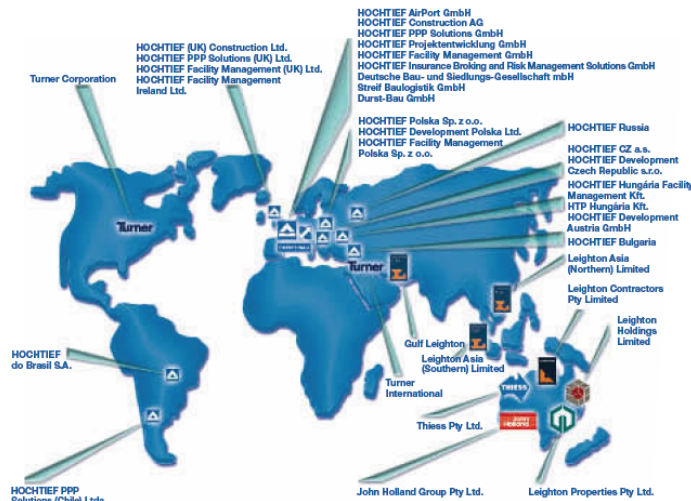 HOCHTIEF AirPort GmbH
HOCHTIEF Construction AG
HOCHTIEF PPP Solutions GmbH
HOCHTIEF Projektentwicklung GmbH
HOCHTIEF Facility Management GmbH
HOCHTIEF Insurance Broking and Risk Management Solutions GmbH
Deutsche Bau- und Siedlungs-Gesellschaft mbH
Streif Baulogistik GmbH
Durst-Bau GmbH
HOCHTIEF (UK) Construction Ltd.
HOCHTIEF PPP Solutions (UK) Ltd.
HOCHTIEF Facility Management (UK) Ltd.
HOCHTIEF Facility Management
Ireland Ltd.
Turner Corporation
HOCHTIEF Polska Sp. z o.o.
HOCHTIEF Development Polska Ltd.
HOCHTIEF Facility Management
Polska Sp. z o.o.
HOCHTIEF Russia
HOCHTIEF CZ a.s.
HOCHTIEF Development
Czech Republic s.r.o.
HOCHTIEF Hungária Facility
Management Kft.
HTP Hungária Kft.
HOCHTIEF Development
Austria GmbH
HOCHTIEF Bulgaria
Leighton Asia
(Northern) Limited
Leighton Contractors
Pty Limited
Leighton
Holdings
Limited
Turner
Turner
Gulf Leighton
Leighton Asia
(Southern) Limited
Turner
International
HOCHTIEF
do Brasil S.A.
THIESS
Thiess Pty Ltd.
John
Holland
HOCHTIEF PPP
Solutions (Chile) Ltda.
John Holland Group Pty Ltd.
Leighton Properties Pty Ltd.